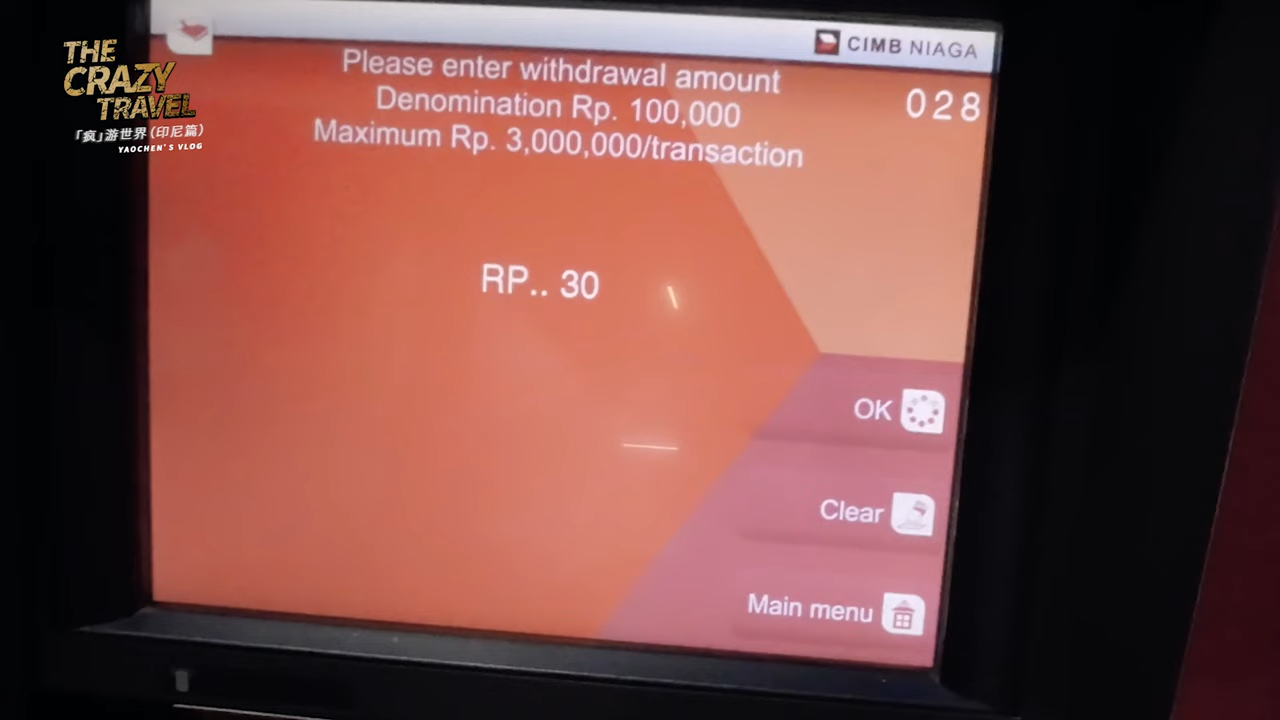 THE
CRAZY
TRAVEL
「疯」游世界(印尼篇)
YAOCHEN'S VLOG
CIMB NIAGA
Please enter withdrawal amount
Denomination Rp. 100,000
Maximum Rp. 3,000,000/transaction
028
RP.. 30
OK
Clear
Main menu